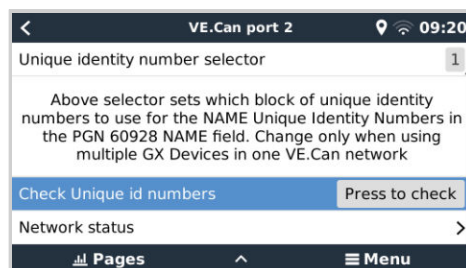 VE.Can port 2 09:20
Unique identity number selector 1
Above selector sets which block of unique identity
numbers to use for the NAME Unique Identity Numbers in
the PGN 60928 NAME field. Change only when using
multiple GX Devices in one VE.Can network
Check Unique id numbers Press to check
Network status
Pages Menu